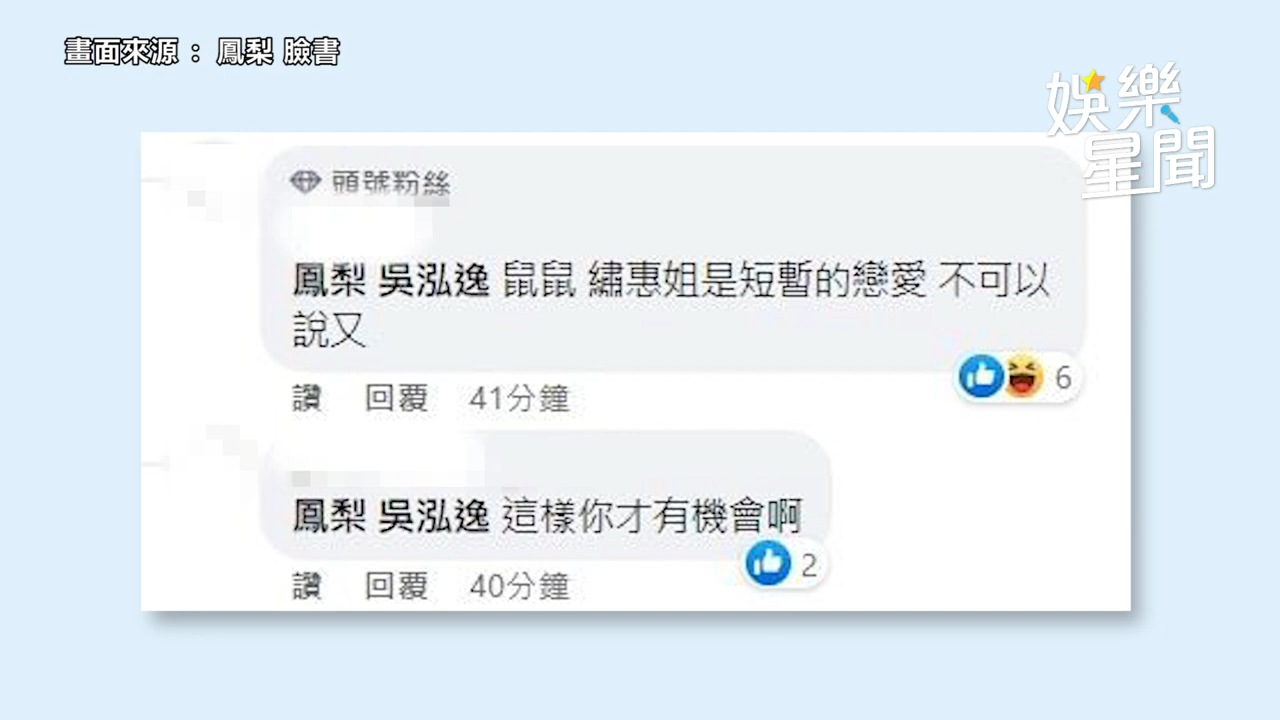 畫面來源 : 鳳梨 臉書
娛樂
星聞
頭號粉絲
鳳梨 吳泓逸 鼠鼠 繡惠姐是短暫的戀愛 不可以
說又
讚 回覆 41分鐘
6
鳳梨 吳泓逸 這樣你才有機會啊
2
讚 回覆 40分鐘